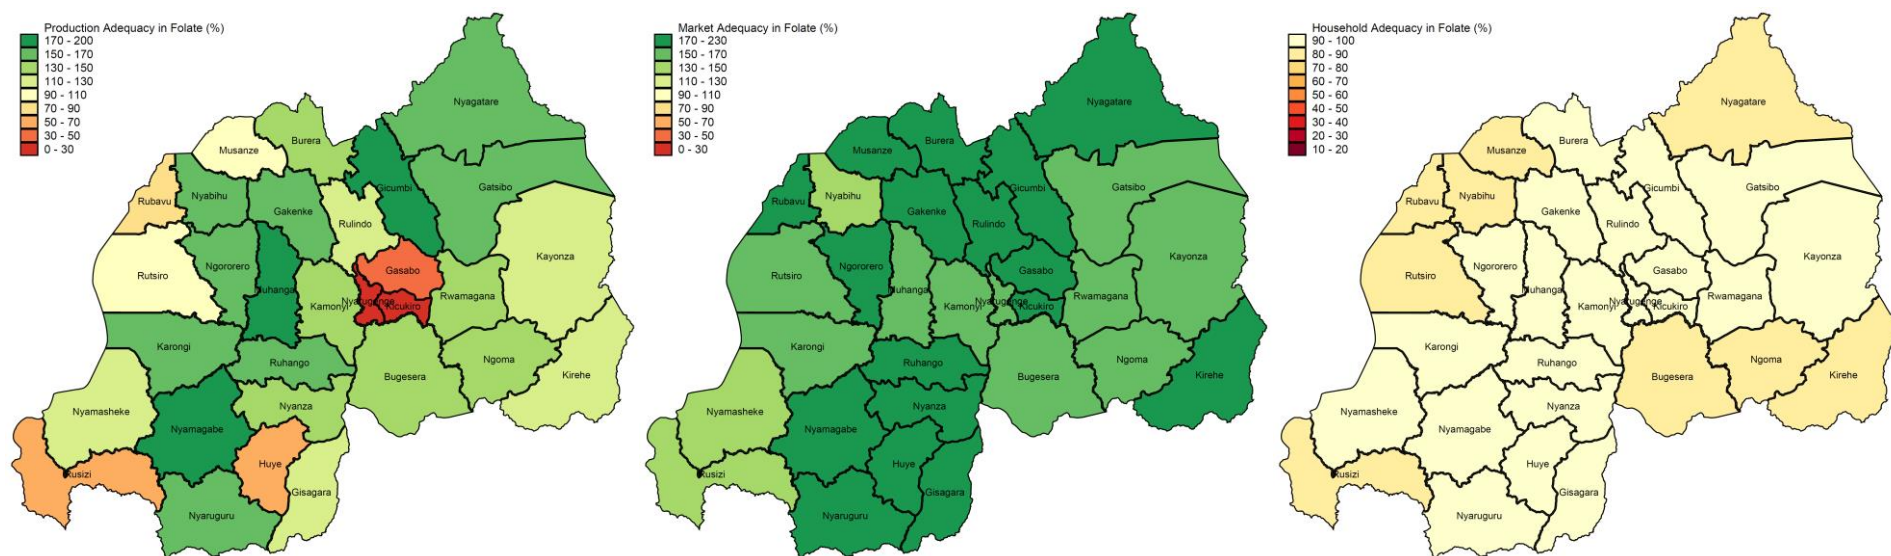 Production Adequacy in Folate (%)
170 - 200
150 - 170
130 - 150
110 - 130
90 - 110
70 - 90
50 - 70
30 - 50
0 - 30
Nyagatare
Burera
Musanze
Gicumbi
Gatsibo
Rubavu
Nyabihu
Gakenke
Rulindo
Kayonza
Rutsiro
Ngororero
Gasabo
Muhanga
Kamonyi
Nyarugenge
Kicukiro
Rwamagana
Karongi
Ruhango
Ngoma
Bugesera
Kirehe
Nyamasheke
Nyanza
Nyamagabe
Rusizi
Huye
Gisagara
Nyaruguru
Market Adequacy in Folate (%)
170 - 230
150 - 170
130 - 150
110 - 130
90 - 110
70 - 90
50 - 70
30 - 50
0 - 30
Nyagatare
Burera
Musanze
Gicumbi
Gatsibo
Rubavu
Nyabihu
Gakenke
Rulindo
Kayonza
Rutsiro
Ngororero
Gasabo
Muhanga
Kamonyi
Nyarugenge
Kicukiro
Rwamagana
Karongi
Ruhango
Ngoma
Bugesera
Kirehe
Nyamasheke
Nyanza
Nyamagabe
Rusizi
Huye
Gisagara
Nyaruguru
Household Adequacy in Folate (%)
90 - 100
80 - 90
70 - 80
60 - 70
50 - 60
40 - 50
30 - 40
20 - 30
10 - 20
Nyagatare
Burera
Musanze
Gicumbi
Gatsibo
Rubavu
Nyabihu
Gakenke
Rulindo
Kayonza
Rutsiro
Ngororero
Gasabo
Muhanga
Kamonyi
Nyarugenge
Kicukiro
Rwamagana
Karongi
Ruhango
Ngoma
Bugesera
Kirehe
Nyamasheke
Nyanza
Nyamagabe
Rusizi
Huye
Gisagara
Nyaruguru